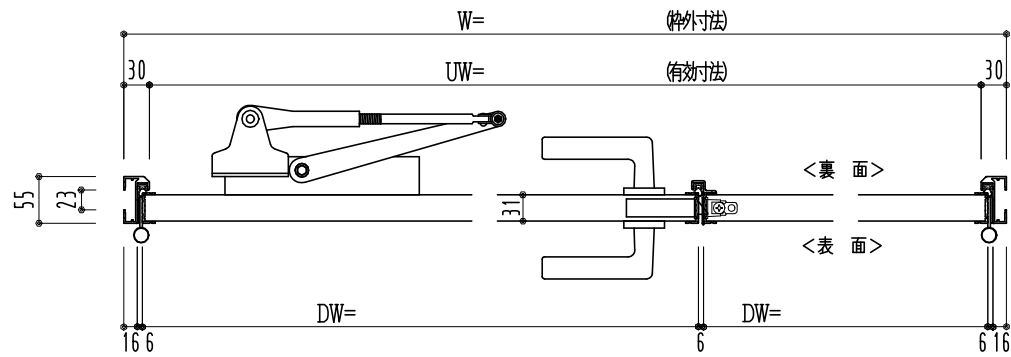 W= (枠外寸法)
30 UW= (有効寸法) 30
<裏 面>
55 23 31
<表 面>
DW= DW=
16 6 6 6 16